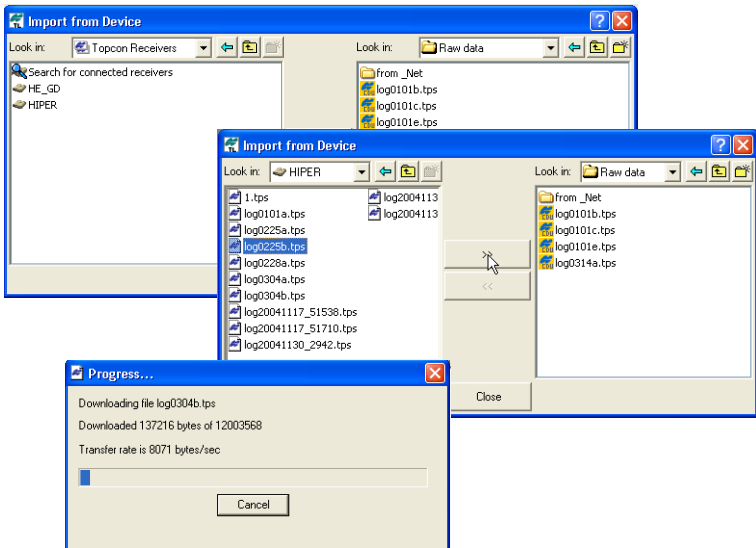 Import from Device
Look in: Topcon Receivers
Look in: Raw data
Search for connected receivers
HE_GD
HIPER
from _Net
log0101b.tps
log0101c.tps
log0101e.tps
Import from Device
Look in: HIPER
Look in: Raw data
1.tps
log0101a.tps
log0225a.tps
log0225b.tps
log0228a.tps
log0304a.tps
log0304b.tps
log20041117_51538.tps
log20041117_51710.tps
log20041130_2942.tps
log2004113
log2004113
>>
<<
from _Net
log0101b.tps
log0101c.tps
log0101e.tps
log0314a.tps
Close
Progress...
Downloading file log0304b.tps
Downloaded 137216 bytes of 12003568
Transfer rate is 8071 bytes/sec
Cancel